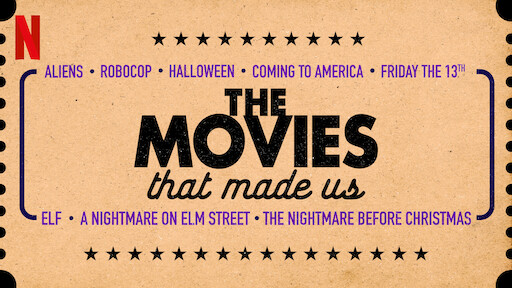 N
ALIENS • ROBOCOP • HALLOWEEN • COMING TO AMERICA • FRIDAY THE 13TH
THE
MOVIES
that made us
ELF • A NIGHTMARE ON ELM STREET • THE NIGHTMARE BEFORE CHRISTMAS